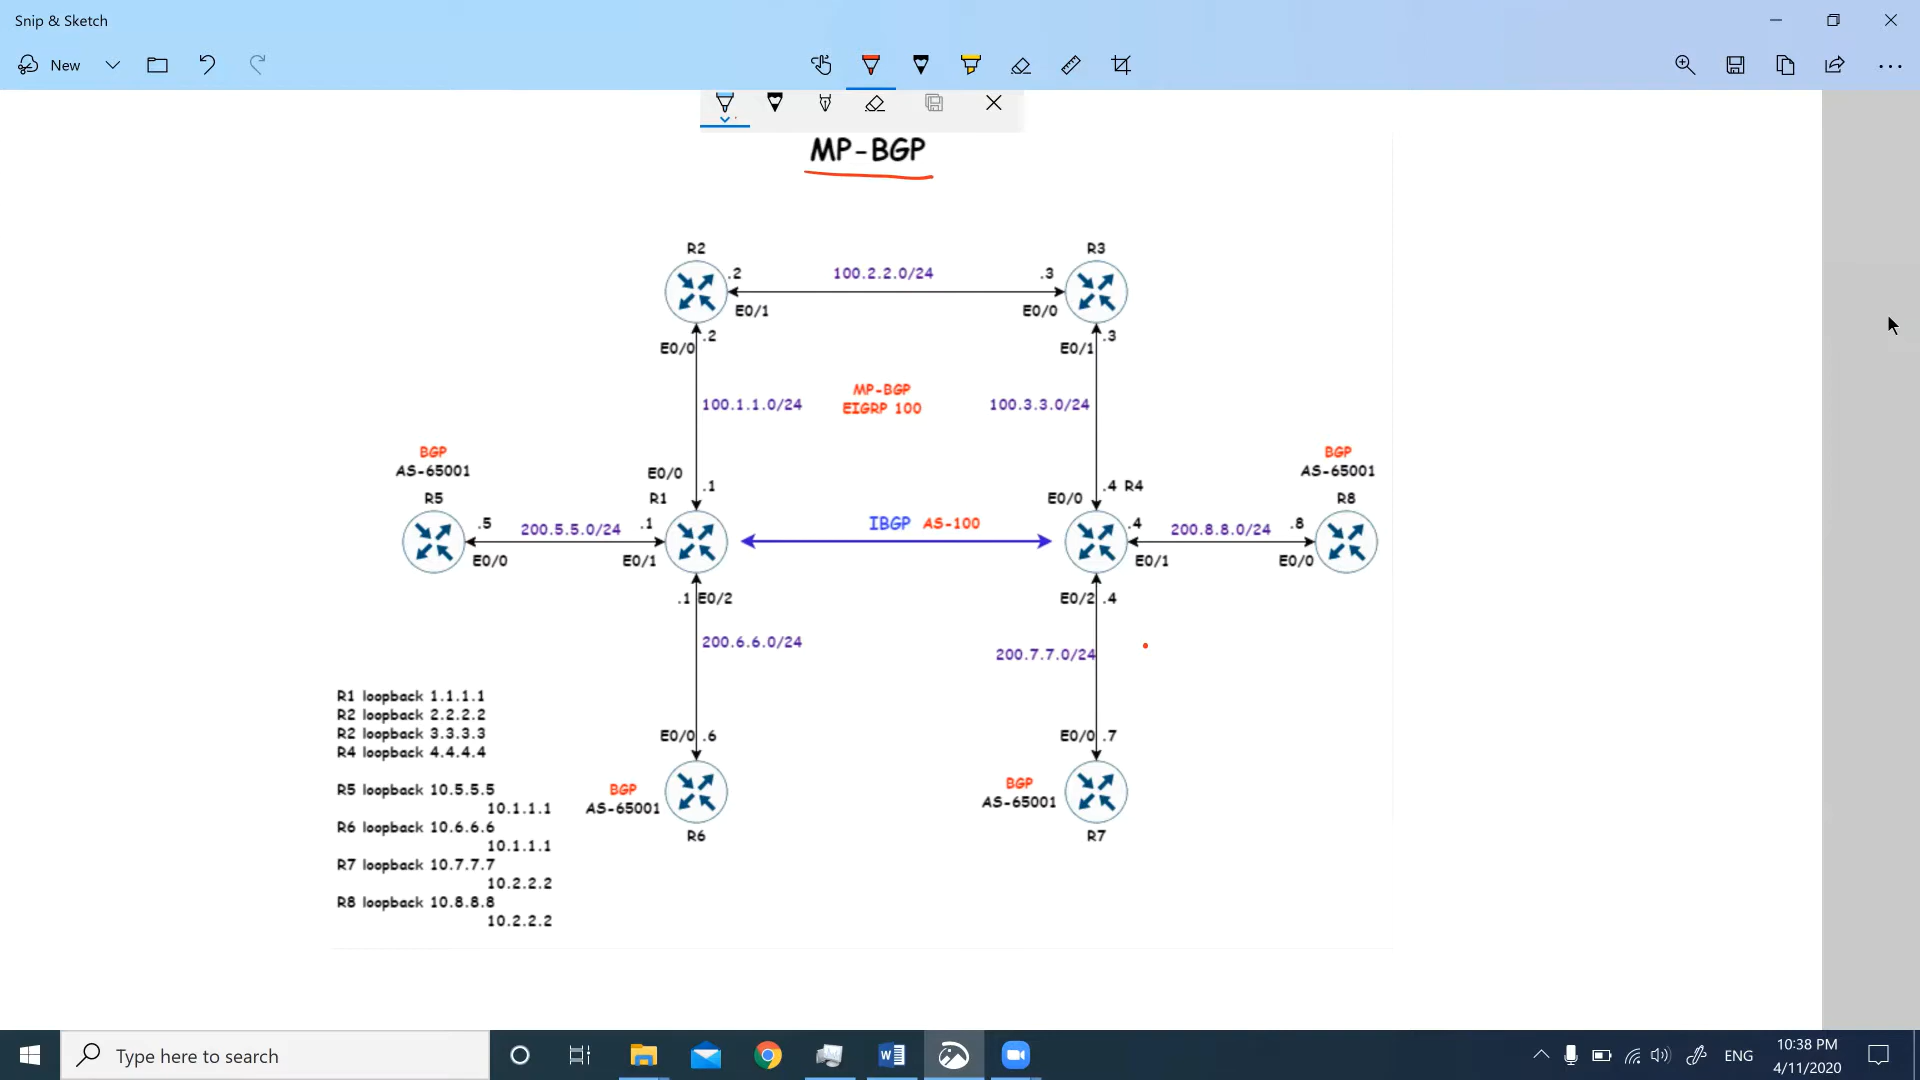 Snip & Sketch
New
MP-BGP
R2
R3
.2
100.2.2.0/24
.3
E0/1
E0/0
.2
.3
E0/0
E0/1
MP-BGP
EIGRP 100
100.1.1.0/24
100.3.3.0/24
BGP
AS-65001
R5
BGP
AS-65001
R8
E0/0
.1
R1
.4 R4
E0/0
.5
200.5.5.0/24
.1
IBGP AS-100
.4
200.8.8.0/24
.8
E0/0
E0/1
E0/1
E0/0
.1 E0/2
E0/2 .4
200.6.6.0/24
200.7.7.0/24
R1 loopback 1.1.1.1
R2 loopback 2.2.2.2
R2 loopback 3.3.3.3
R4 loopback 4.4.4.4
E0/0 .6
E0/0 .7
R5 loopback 10.5.5.5
10.1.1.1
R6 loopback 10.6.6.6
10.1.1.1
R7 loopback 10.7.7.7
10.2.2.2
R8 loopback 10.8.8.8
10.2.2.2
BGP
AS-65001
R6
BGP
AS-65001
R7
Type here to search
ENG
10:38 PM
4/11/2020